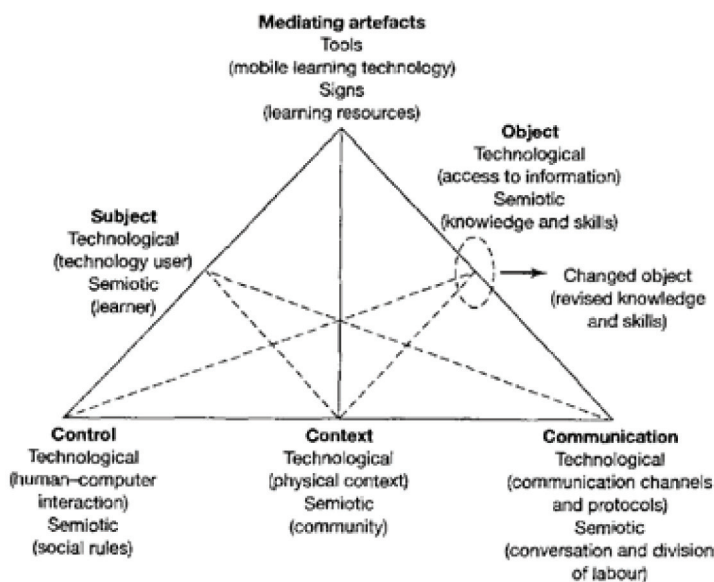 Mediating artefacts
Tools
(mobile learning technology)
Signs
(learning resources)
Object
Technological
(access to information)
Semiotic
(knowledge and skills)
Subject
Technological
(technology user)
Semiotic
(learner)
Changed object
(revised knowledge
and skills)
Control
Technological
(human–computer
interaction)
Semiotic
(social rules)
Context
Technological
(physical context)
Semiotic
(community)
Communication
Technological
(communication channels
and protocols)
Semiotic
(conversation and division
of labour)